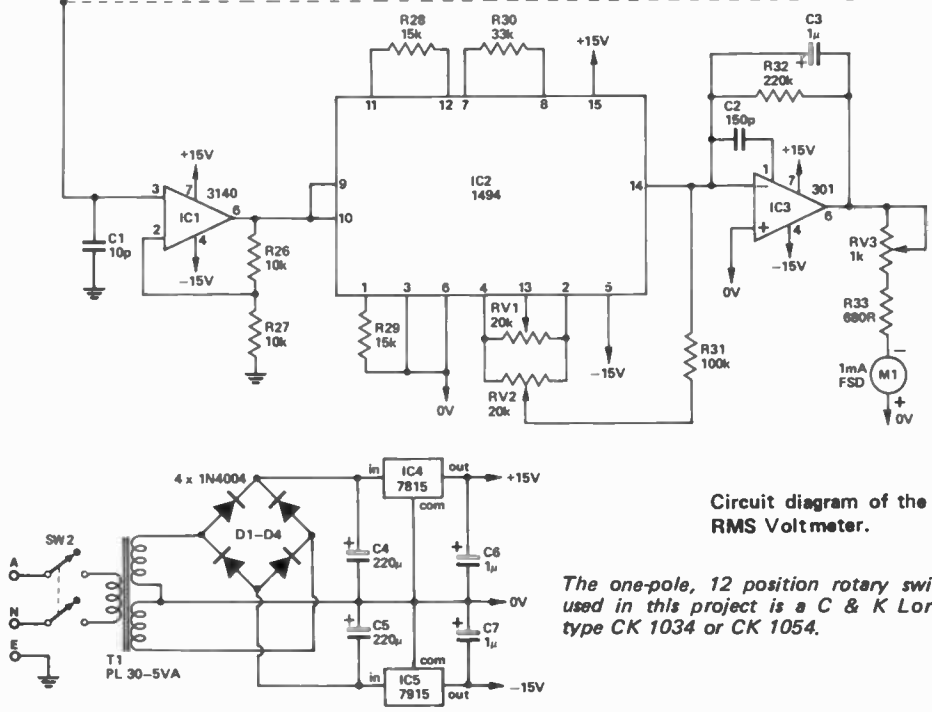 R28
15k
R30
33k
+15V
C3
1µ
+
R32
220k
11
12
7
8
15
C2
150p
+15V
+15V
3
7
3140
IC1
6
2
4
−15V
C1
10p
9
10
IC2
1494
14
1
7
301
−
IC3
6
+
4
−15V
0V
RV3
1k
R33
680R
−
1mA
FSD
M1
+
0V
R26
10k
R27
10k
1
3
6
4
13
2
5
R29
15k
RV1
20k
RV2
20k
−15V
0V
R31
100k
4 x 1N4004
D1–D4
in
IC4
7815
out
com
+15V
SW2
A
N
E
+
C4
220µ
+
C6
1µ
0V
+
C5
220µ
+
C7
1µ
T1
PL 30-5VA
com
in
IC5
7915
out
−15V
Circuit diagram of the
RMS Voltmeter.
The one-pole, 12 position rotary swi
used in this project is a C & K Lor
type CK 1034 or CK 1054.